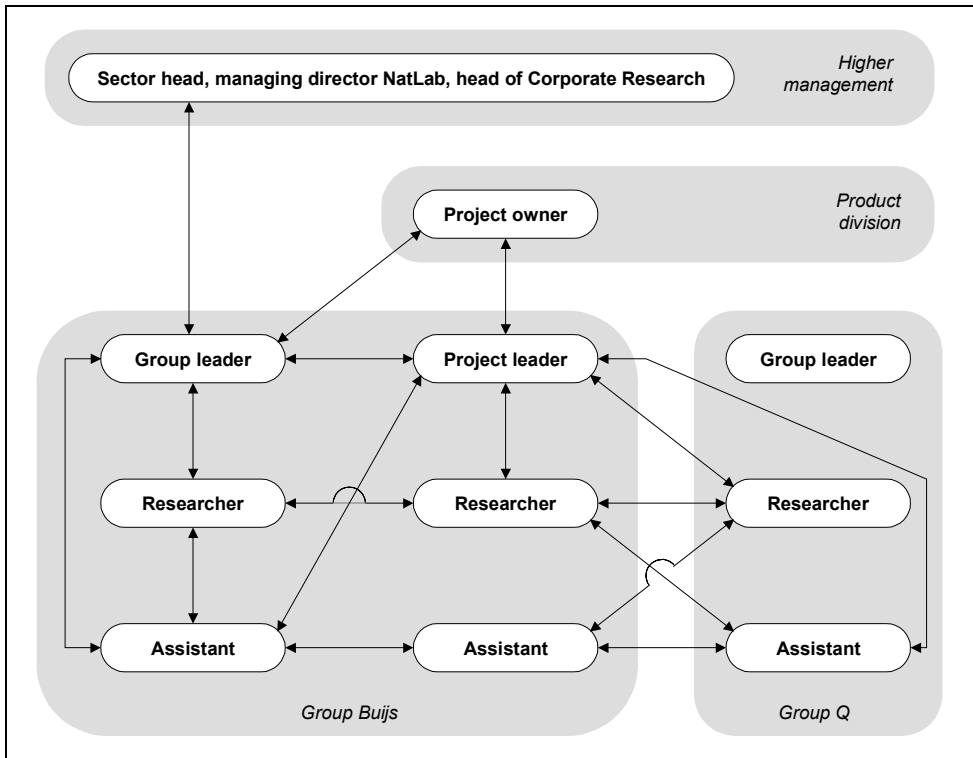 Sector head, managing director NatLab, head of Corporate Research
Higher
management
Project owner
Product
division
Group leader
Project leader
Group leader
Researcher
Researcher
Researcher
Assistant
Assistant
Assistant
Group Buijs
Group Q